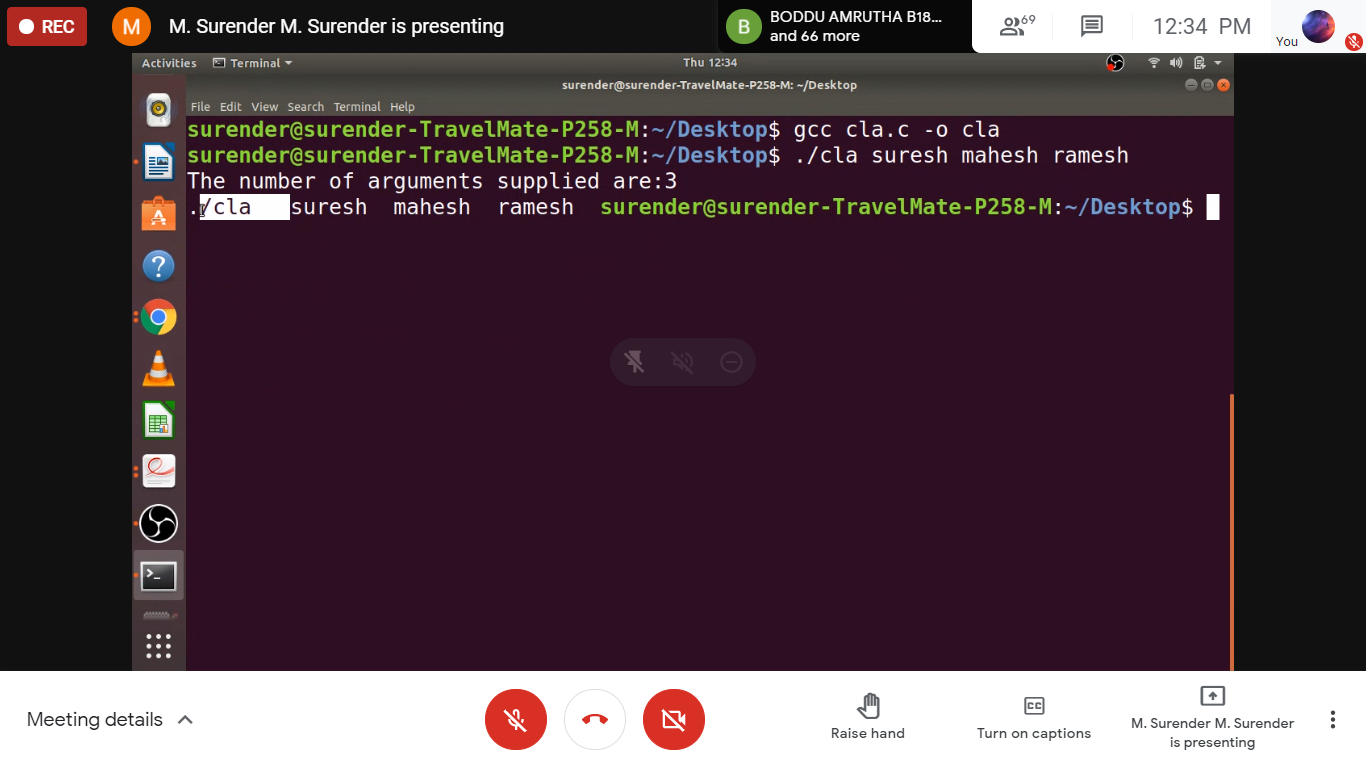 REC
M
M. Surender M. Surender is presenting
B
BODDU AMRUTHA B18...
and 66 more
69
12:34 PM
You
Activities Terminal
Thu 12:34
surender@surender-TravelMate-P258-M: ~/Desktop
File Edit View Search Terminal Help
surender@surender-TravelMate-P258-M:~/Desktop$ gcc cla.c -o cla
surender@surender-TravelMate-P258-M:~/Desktop$ ./cla suresh mahesh ramesh
The number of arguments supplied are:3
./cla suresh mahesh ramesh surender@surender-TravelMate-P258-M:~/Desktop$
Meeting details
Raise hand
CC
Turn on captions
M. Surender M. Surender
is presenting